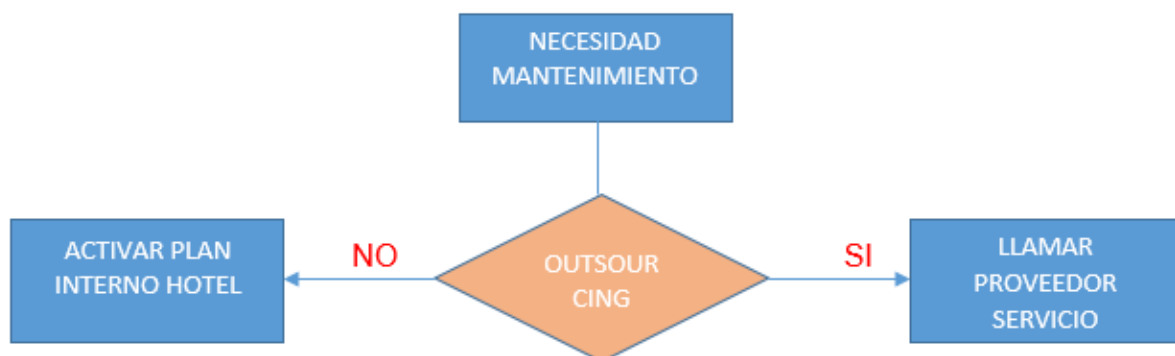 NECESIDAD
MANTENIMIENTO
ACTIVAR PLAN
INTERNO HOTEL
NO
OUTSOUR
CING
SI
LLAMAR
PROVEEDOR
SERVICIO